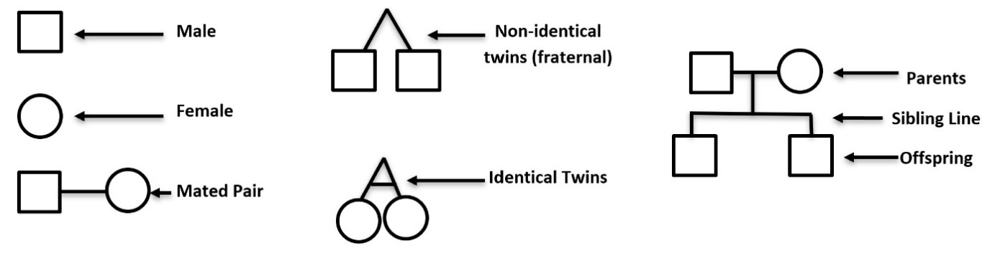 Male
Female
Mated Pair
Non-identical
twins (fraternal)
Identical Twins
Parents
Sibling Line
Offspring